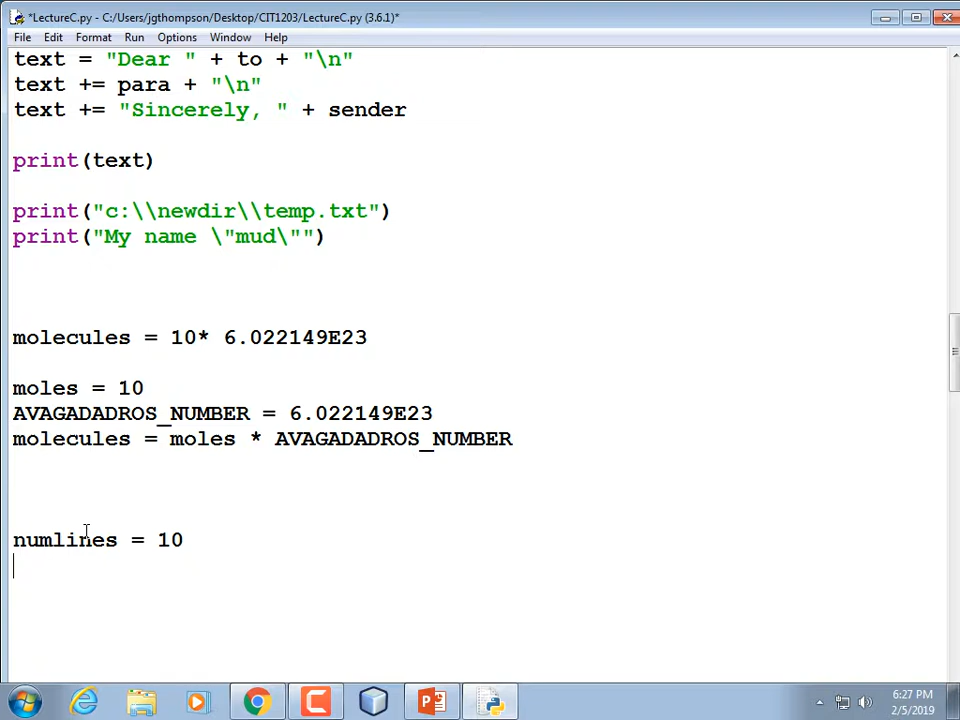 *LectureC.py - C:/Users/jgthompson/Desktop/CIT1203/LectureC.py (3.6.1)*
File Edit Format Run Options Window Help
text = "Dear " + to + "\n"
text += para + "\n"
text += "Sincerely, " + sender
print(text)
print("c:\\newdir\\temp.txt")
print("My name \"mud\"")
molecules = 10* 6.022149E23
moles = 10
AVAGADADROS_NUMBER = 6.022149E23
molecules = moles * AVAGADADROS_NUMBER
numlines = 10
6:27 PM
2/5/2019